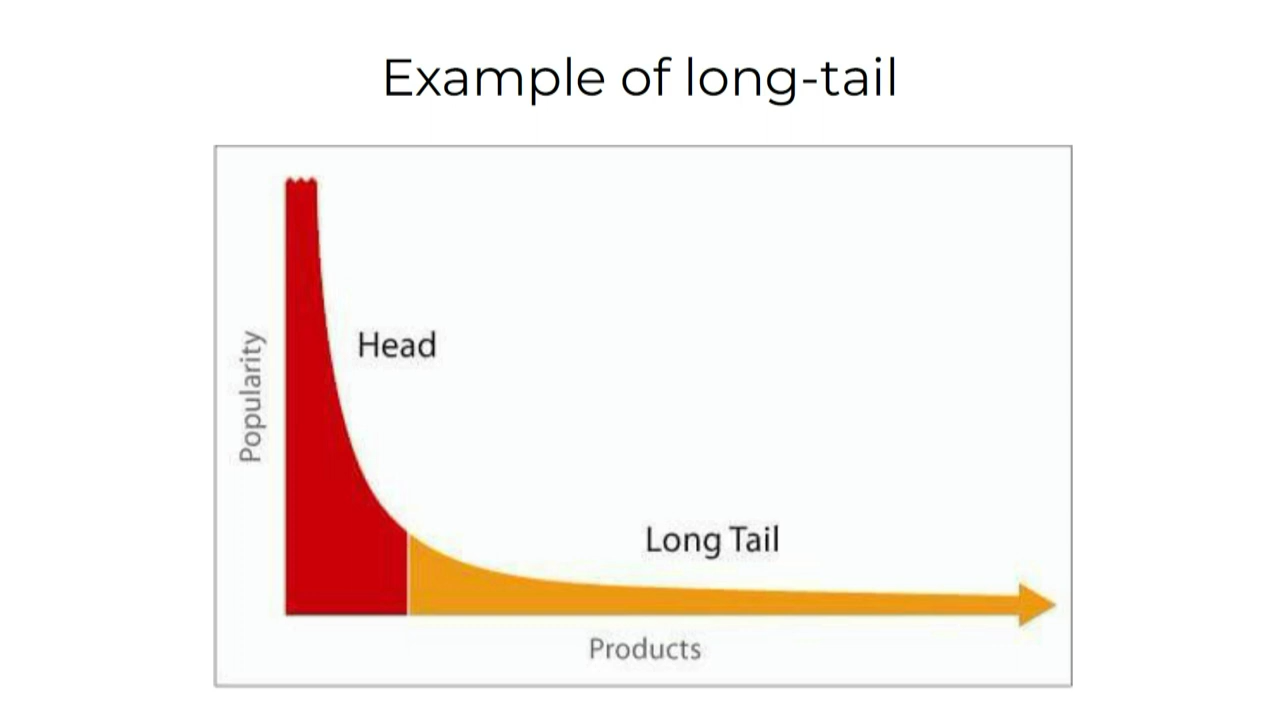 Example of long-tail
Head
Popularity
Long Tail
Products